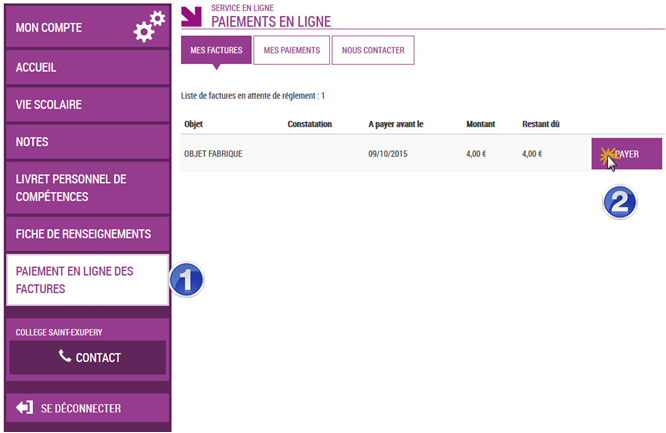 MON COMPTE
ACCUEIL
VIE SCOLAIRE
NOTES
LIVRET PERSONNEL DE
COMPÉTENCES
FICHE DE RENSEIGNEMENTS
PAIEMENT EN LIGNE DES
FACTURES
1
COLLEGE SAINT-EXUPERY
CONTACT
SE DÉCONNECTER
SERVICE EN LIGNE
PAIEMENTS EN LIGNE
MES FACTURES MES PAIEMENTS NOUS CONTACTER
Liste de factures en attente de réglement : 1
Objet Constatation A payer avant le Montant Restant dû
OBJET FABRIQUE 09/10/2015 4,00 € 4,00 € PAYER
2